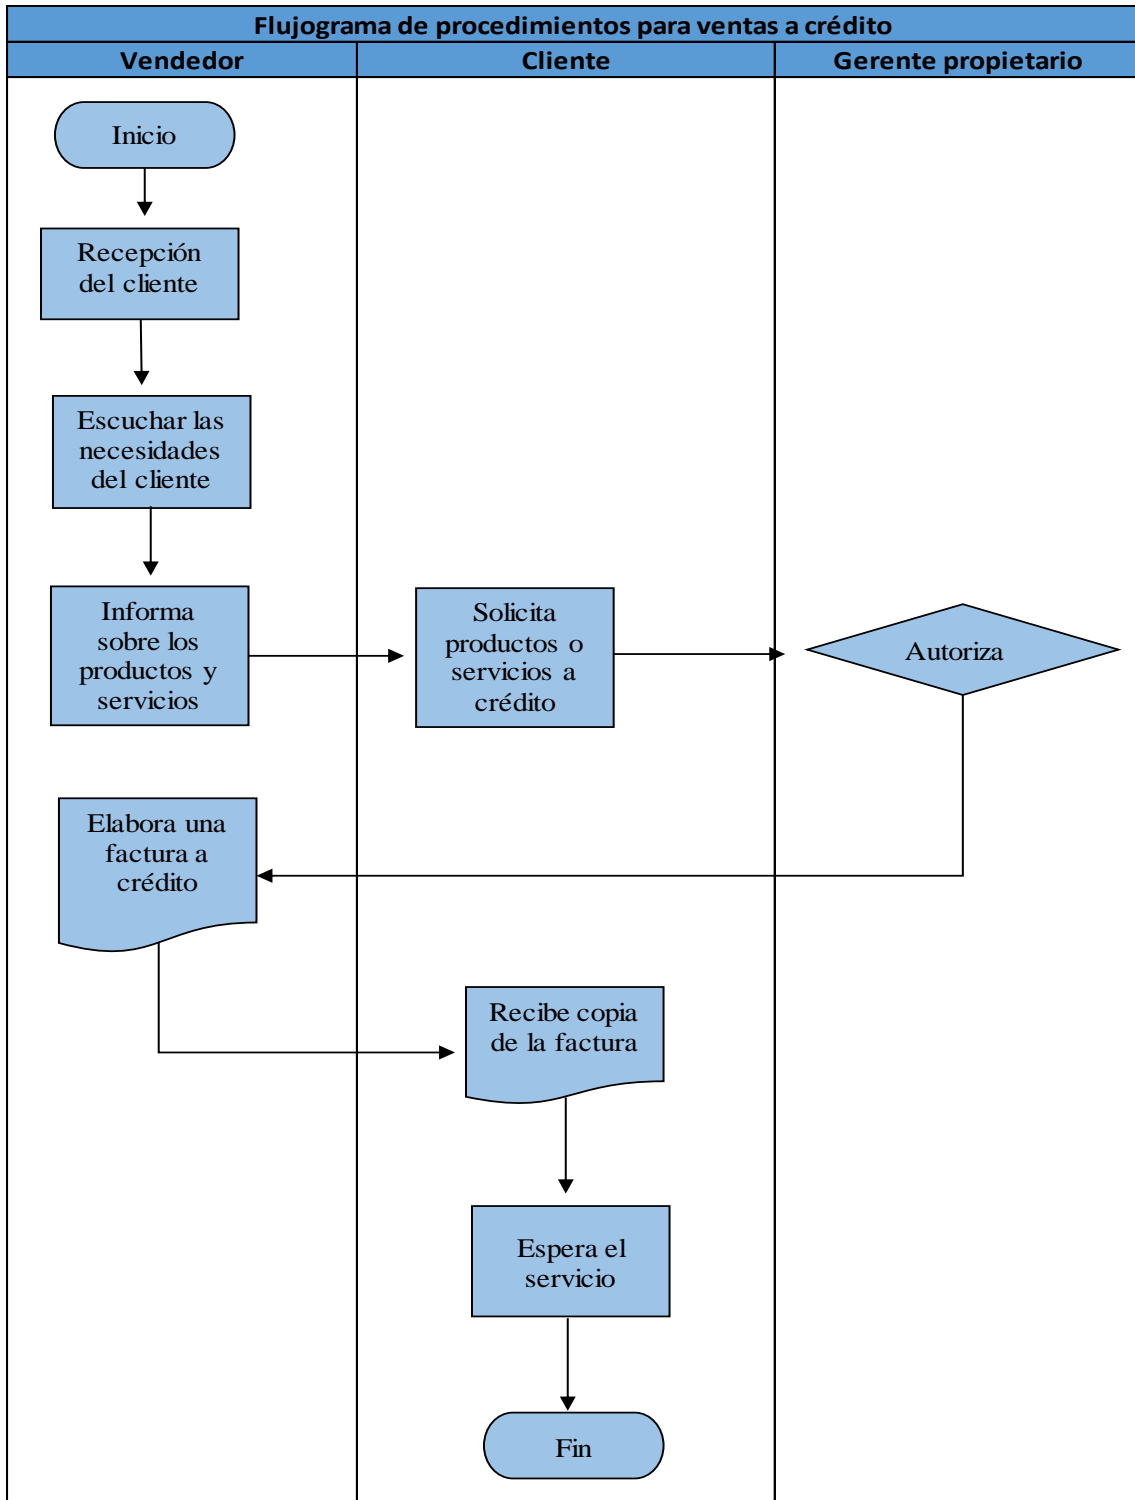 Flujograma de procedimientos para ventas a crédito
Vendedor
Cliente
Gerente propietario
Inicio
Recepción
del cliente
Escuchar las
necesidades
del cliente
Informa
sobre los
productos y
servicios
Solicita
productos o
servicios a
crédito
Autoriza
Elabora una
factura a
crédito
Recibe copia
de la factura
Espera el
servicio
Fin